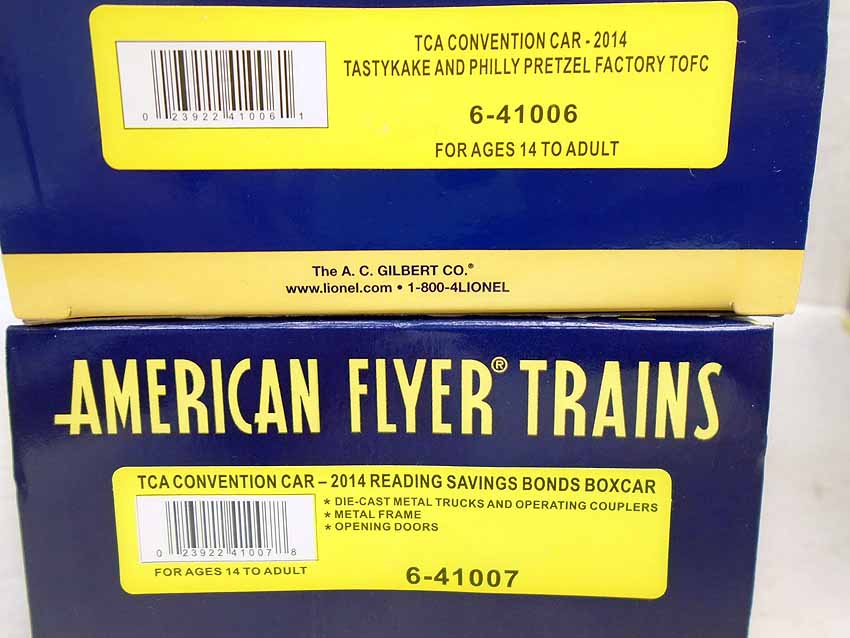 TCA CONVENTION CAR - 2014
TASTYKAKE AND PHILLY PRETZEL FACTORY TOFC
0 23922 41006 1
6-41006
FOR AGES 14 TO ADULT
The A. C. GILBERT CO.®
www.lionel.com • 1-800-4LIONEL
AMERICAN FLYER® TRAINS
TCA CONVENTION CAR – 2014 READING SAVINGS BONDS BOXCAR
* DIE-CAST METAL TRUCKS AND OPERATING COUPLERS
* METAL FRAME
* OPENING DOORS
0 23922 41007 8
FOR AGES 14 TO ADULT
6-41007